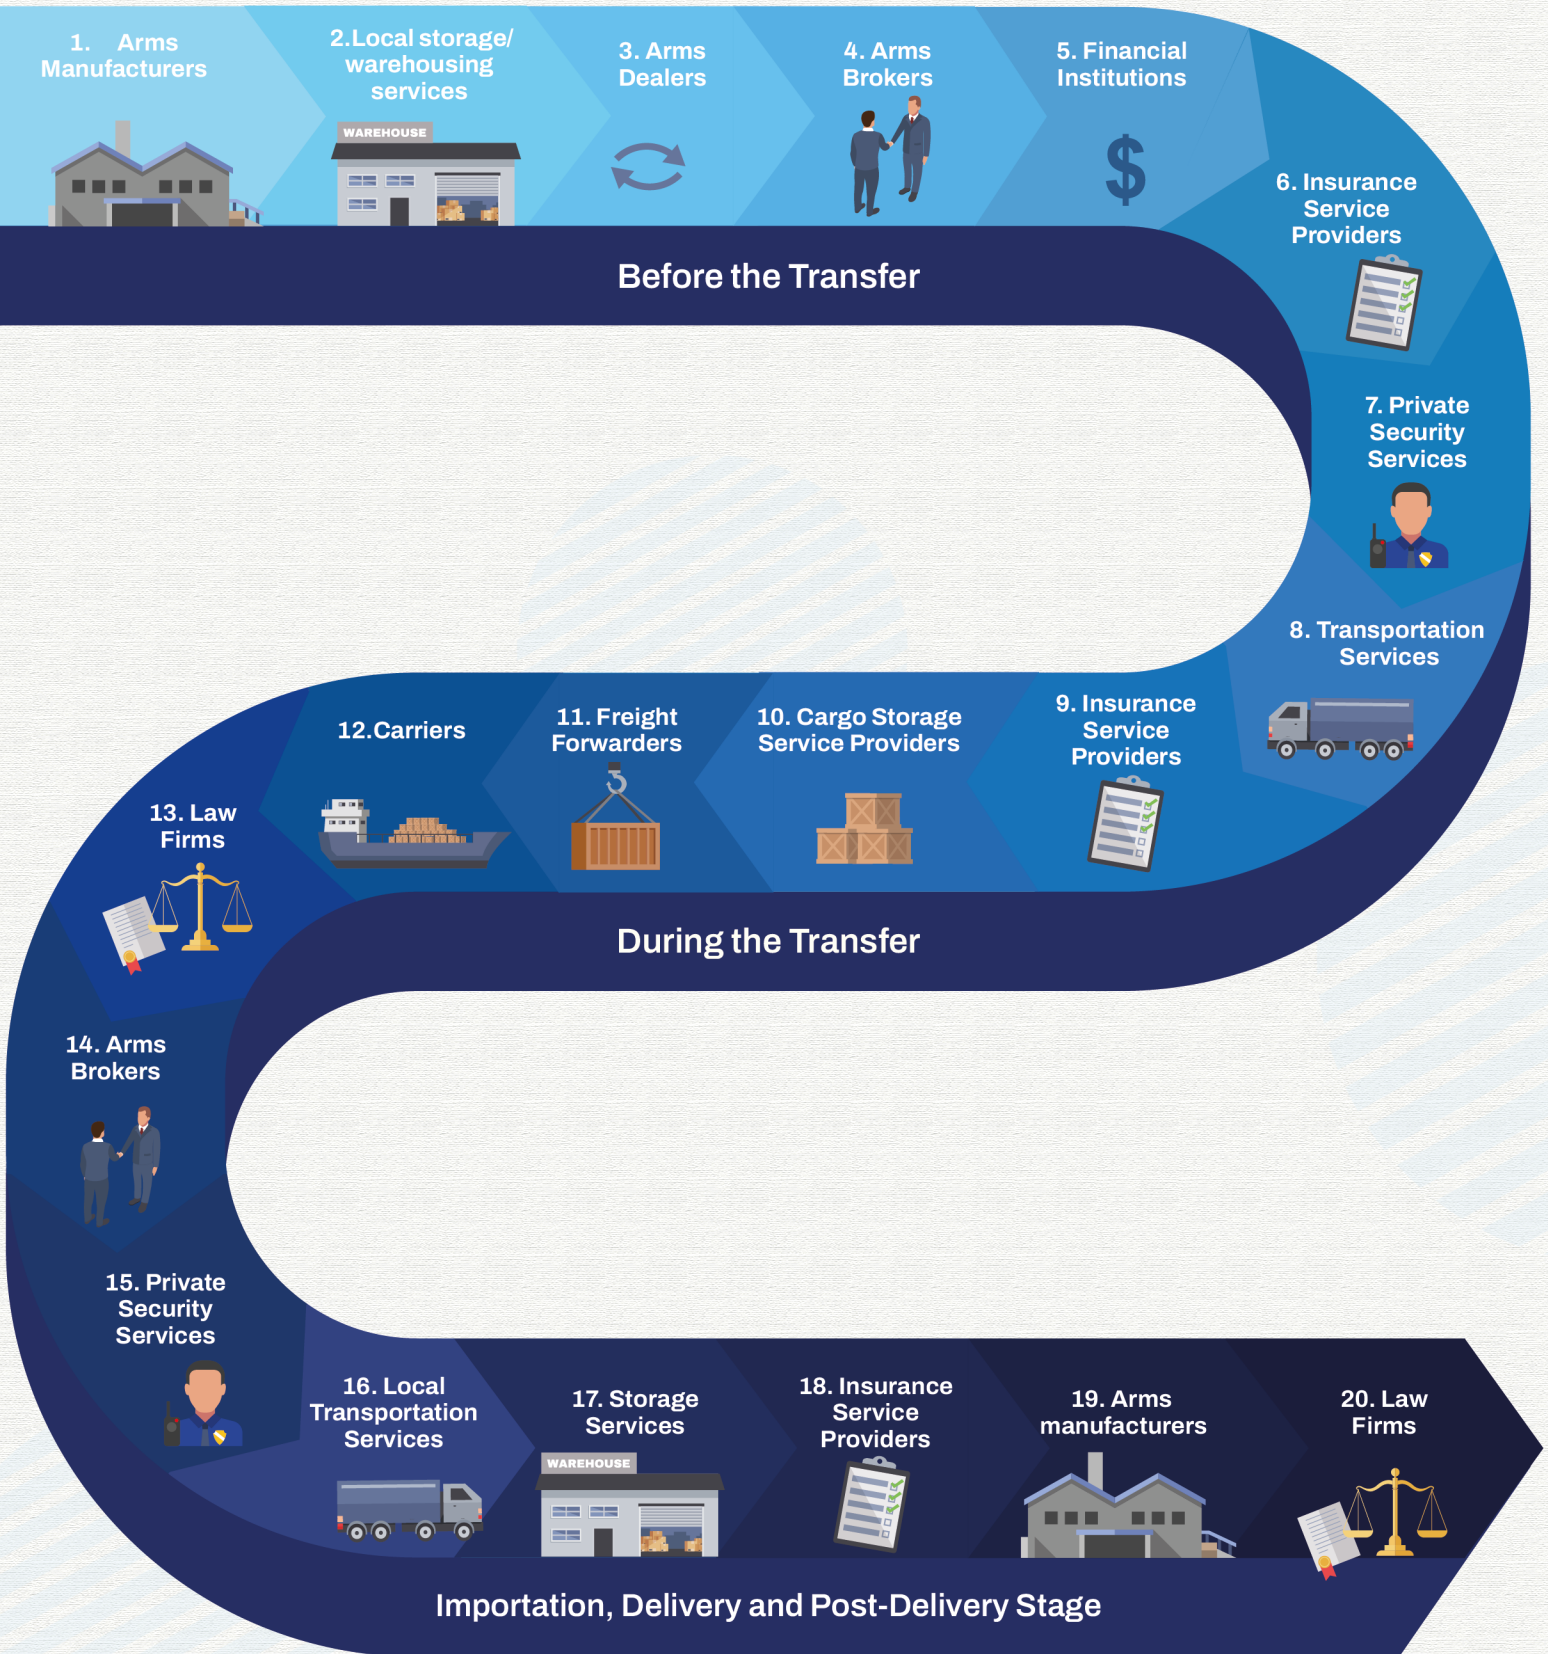 1. Arms
Manufacturers
2.Local storage/
warehousing
services
WAREHOUSE
3. Arms
Dealers
4. Arms
Brokers
5. Financial
Institutions
$
6. Insurance
Service
Providers
Before the Transfer
7. Private
Security
Services
8. Transportation
Services
9. Insurance
Service
Providers
10. Cargo Storage
Service Providers
11. Freight
Forwarders
12.Carriers
During the Transfer
13. Law
Firms
14. Arms
Brokers
15. Private
Security
Services
16. Local
Transportation
Services
17. Storage
Services
WAREHOUSE
18. Insurance
Service
Providers
19. Arms
manufacturers
20. Law
Firms
Importation, Delivery and Post-Delivery Stage